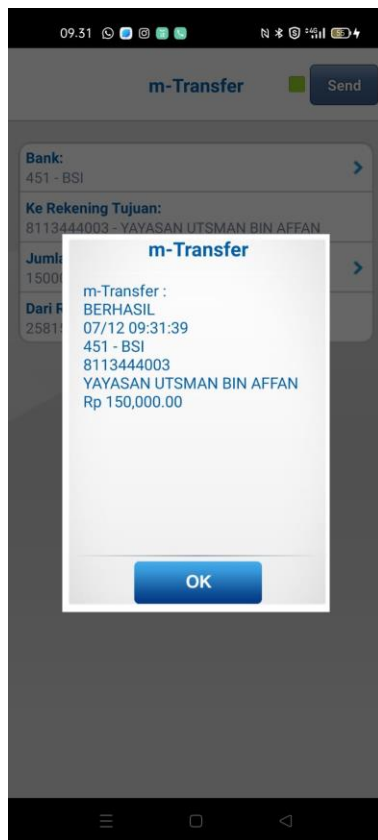 09.31
m-Transfer
Send
Bank:
451 - BSI
Ke Rekening Tujuan:
8113444003 - YAYASAN UTSMAN BIN AFFAN
m-Transfer
m-Transfer :
BERHASIL
07/12 09:31:39
451 - BSI
8113444003
YAYASAN UTSMAN BIN AFFAN
Rp 150,000.00
Dari
OK